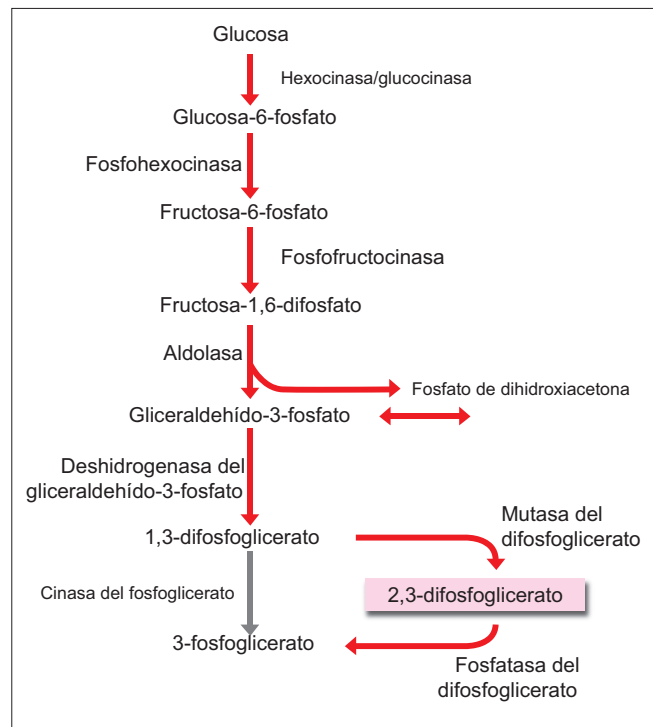 Glucosa
Hexocinasa/glucocinasa
Glucosa-6-fosfato
Fosfohexocinasa
Fructosa-6-fosfato
Fosfofructocinasa
Fructosa-1,6-difosfato
Aldolasa
Fosfato de dihidroxiacetona
Gliceraldehído-3-fosfato
Deshidrogenasa del
gliceraldehído-3-fosfato
1,3-difosfoglicerato
Mutasa del
difosfoglicerato
Cinasa del fosfoglicerato
2,3-difosfoglicerato
3-fosfoglicerato
Fosfatasa del
difosfoglicerato